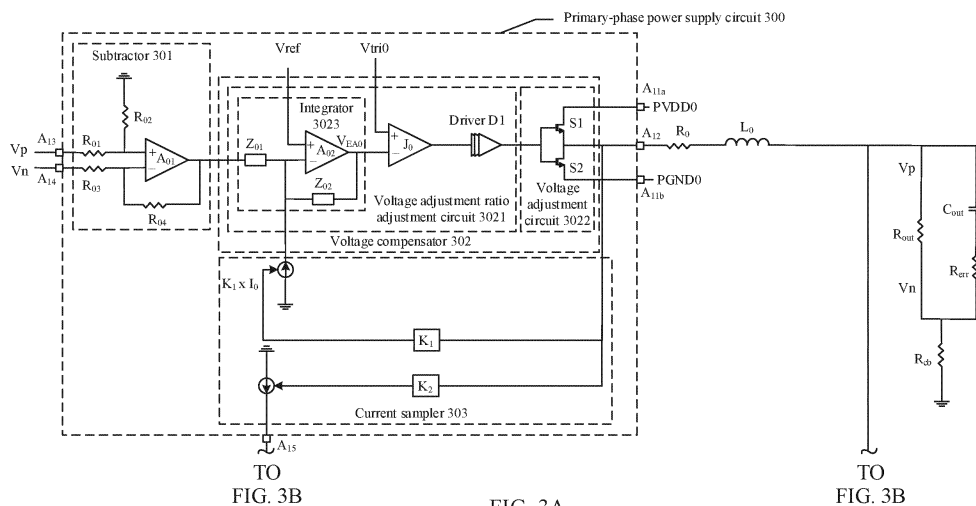 Primary-phase power supply circuit 300
Subtractor 301
Vref
Vtri0
A11a
PVDD0
R02
Integrator
3023
Driver D1
S1
A12
R0
L0
A13
Vp
R01
A01
Z01
A02
VEA0
J0
Vn
A14
R03
S2
PGND0
A11b
Vp
Cout
R04
Z02
Voltage adjustment ratio
adjustment circuit 3021
Voltage
adjustment
circuit 3022
Rout
Voltage compensator 302
Rerr
K1 x I0
Vn
K1
Rcb
K2
Current sampler 303
A15
TO
FIG. 3B
TO
FIG. 3B